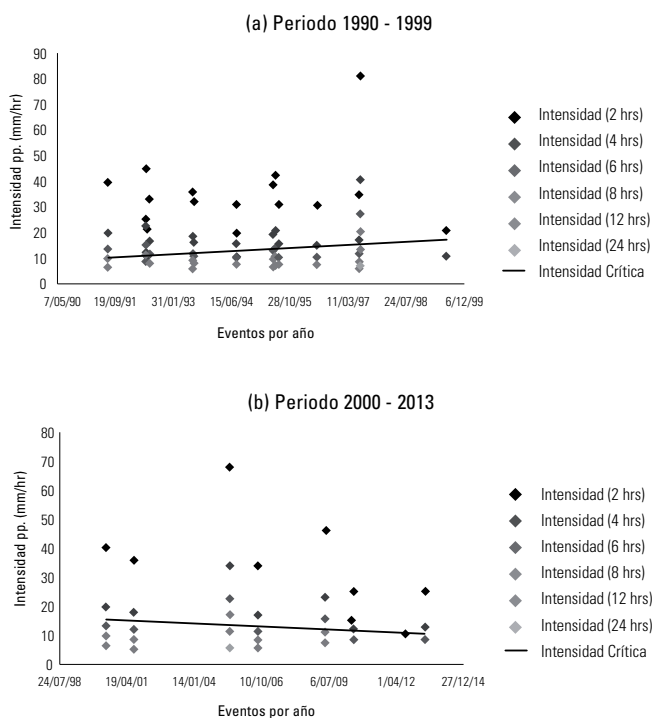 (a) Periodo 1990 - 1999
90
80
70
60
50
40
30
20
10
0
Intensidad pp. (mm/hr)
7/05/90 19/09/91 31/01/93 15/06/94 28/10/95 11/03/97 24/07/98 6/12/99
Eventos por año
Intensidad (2 hrs)
Intensidad (4 hrs)
Intensidad (6 hrs)
Intensidad (8 hrs)
Intensidad (12 hrs)
Intensidad (24 hrs)
Intensidad Crítica
(b) Periodo 2000 - 2013
80
70
60
50
40
30
20
10
0
Intensidad pp. (mm/hr)
24/07/98 19/04/01 14/01/04 10/10/06 6/07/09 1/04/12 27/12/14
Eventos por año
Intensidad (2 hrs)
Intensidad (4 hrs)
Intensidad (6 hrs)
Intensidad (8 hrs)
Intensidad (12 hrs)
Intensidad (24 hrs)
Intensidad Crítica